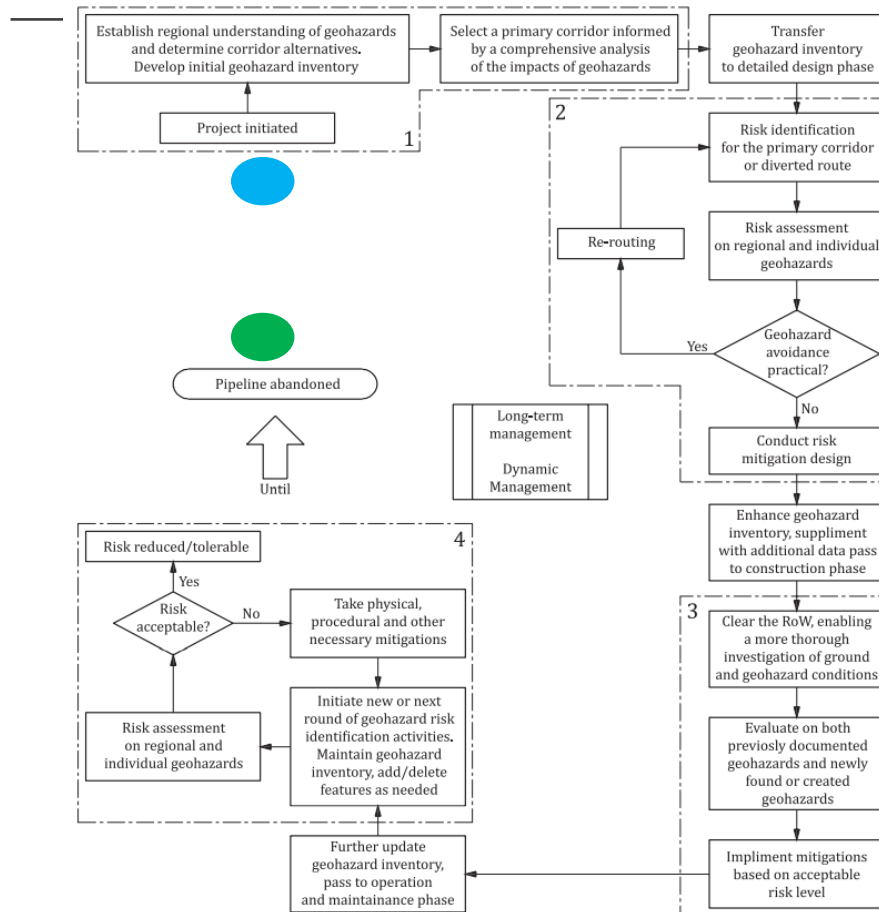 Establish regional understanding of geohazards
and determine corridor alternatives.
Develop initial geohazard inventory
Select a primary corridor informed
by a comprehensive analysis
of the impacts of geohazards
Transfer
geohazard inventory
to detailed design phase
Project initiated
1
2
Risk identification
for the primary corridor
or diverted route
Re-routing
Risk assessment
on regional and individual
geohazards
Geohazard
avoidance
practical?
Yes
No
Pipeline abandoned
Until
Long-term
management
Dynamic
Management
Conduct risk
mitigation design
Enhance geohazard
inventory, suppliment
with additional data pass
to construction phase
4
Risk reduced/tolerable
Yes
Risk
acceptable?
No
Take physical,
procedural and other
necessary mitigations
Risk assessment
on regional and
individual geohazards
Initiate new or next
round of geohazard risk
identification activities.
Maintain geohazard
inventory, add/delete
features as needed
3
Clear the RoW, enabling
a more thorough
investigation of ground
and geohazard conditions
Evaluate on both
previosly documented
geohazards and newly
found or created
geohazards
Further update
geohazard inventory,
pass to operation
and maintainance phase
Impliment mitigations
based on acceptable
risk level